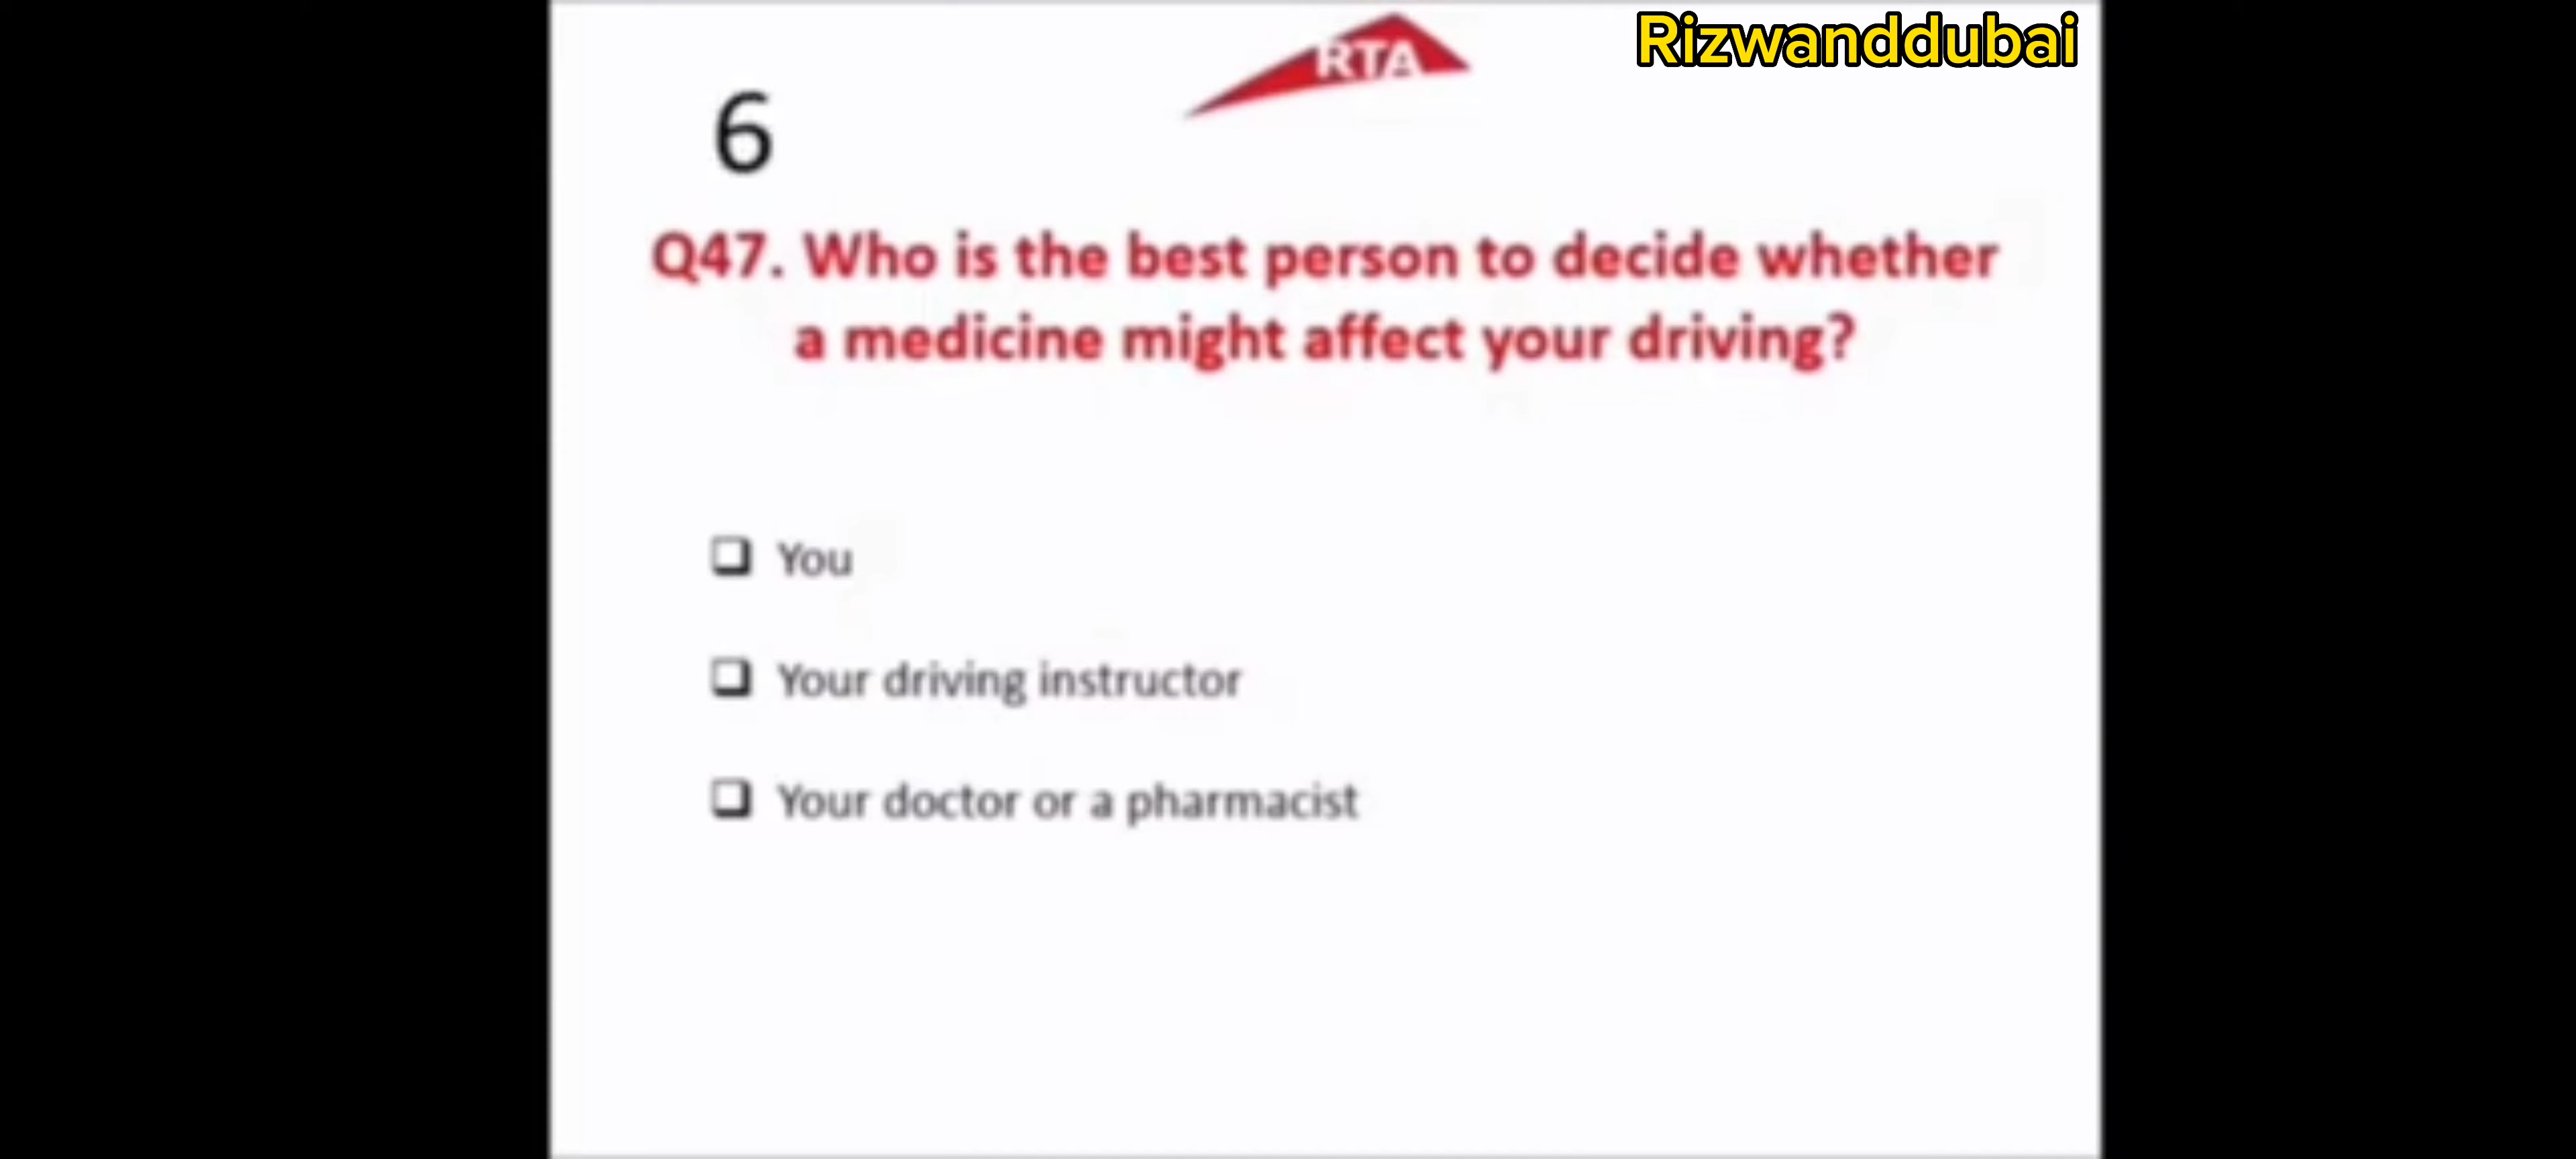 RTA
Rizwanddubai
6
Q47. Who is the best person to decide whether
a medicine might affect your driving?
❑ You
❑ Your driving instructor
❑ Your doctor or a pharmacist